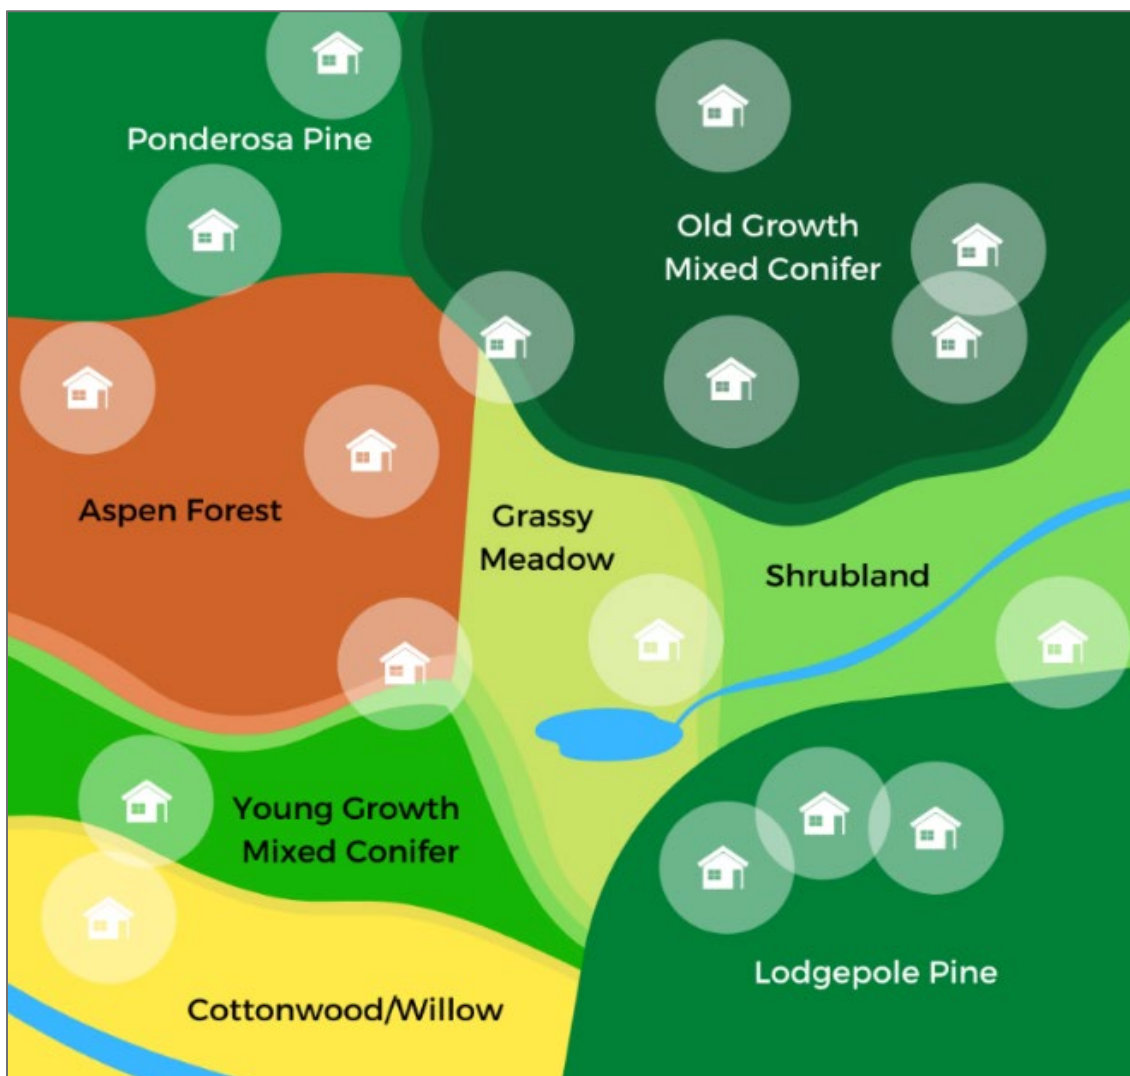 Ponderosa Pine
Old Growth
Mixed Conifer
Aspen Forest
Grassy
Meadow
Shrubland
Young Growth
Mixed Conifer
Lodgepole Pine
Cottonwood/Willow